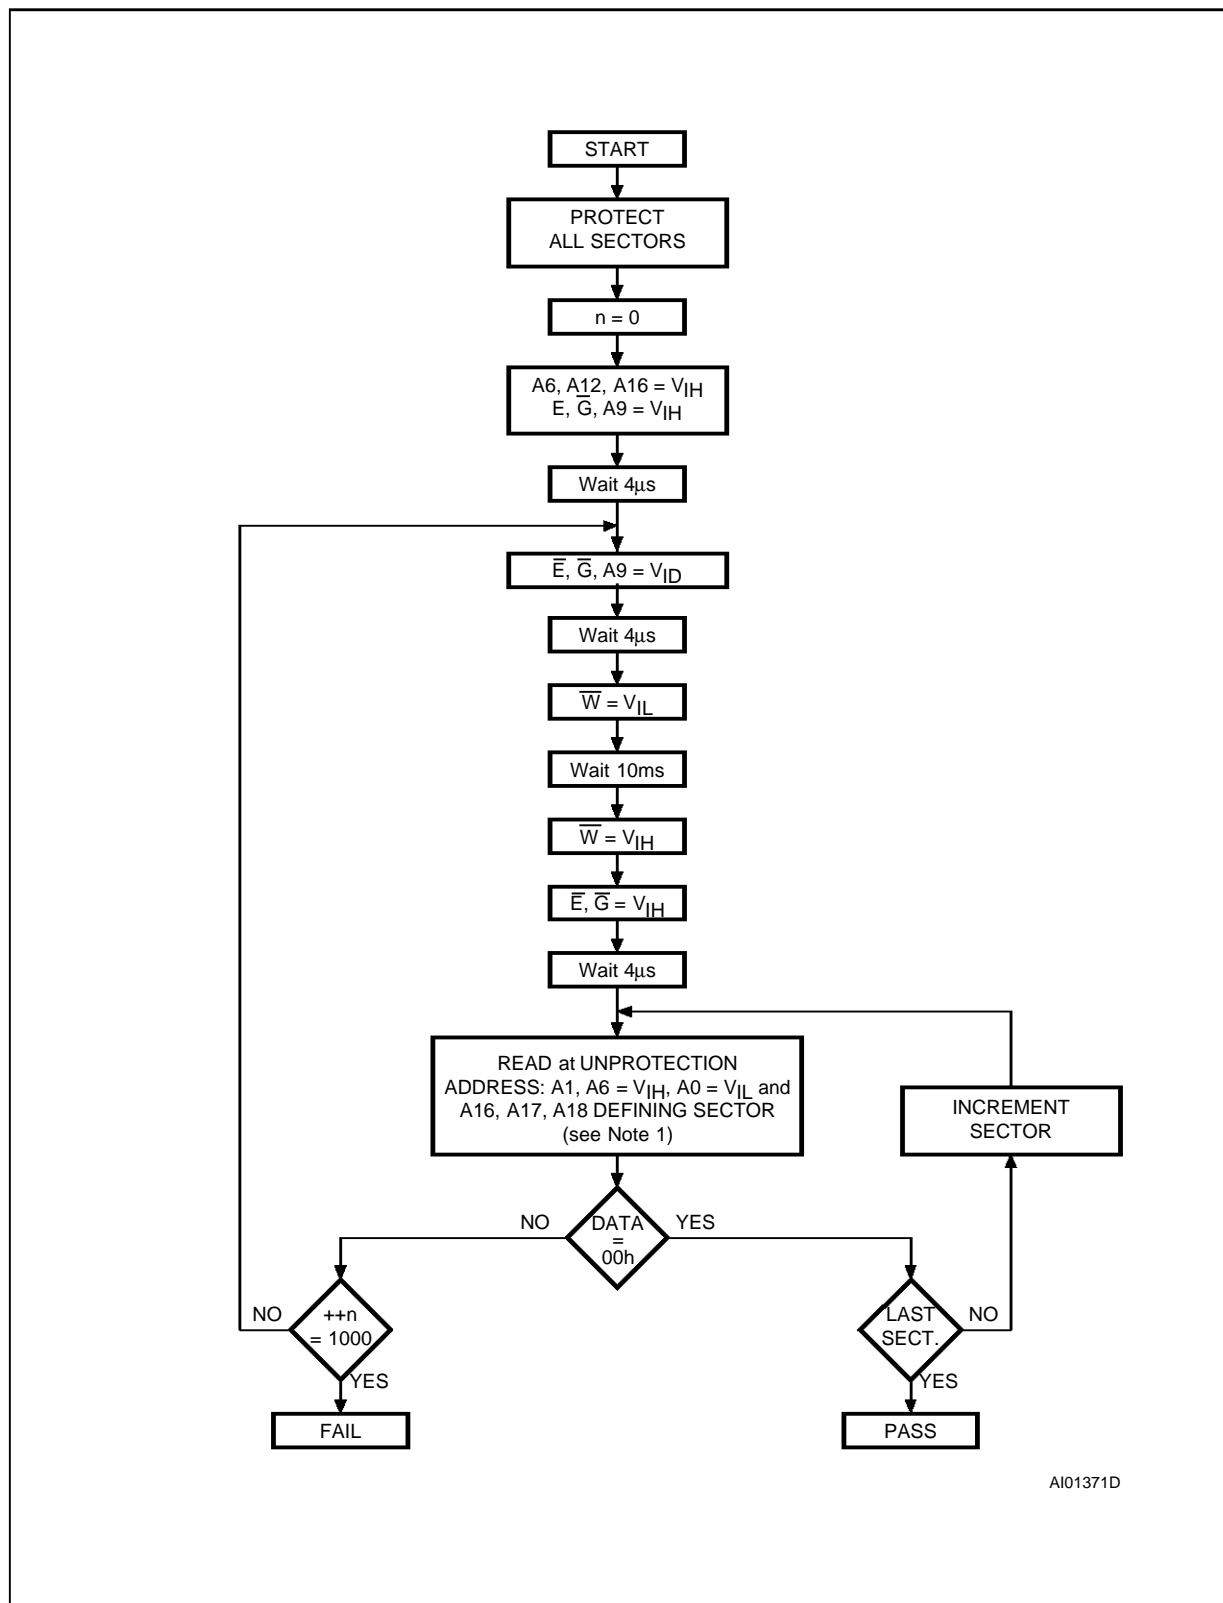 START
PROTECT
ALL SECTORS
n = 0
A6, A12, A16 = VIH
E, G̅, A9 = VIH
Wait 4µs
E̅, G̅, A9 = VID
Wait 4µs
W̅ = VIL
Wait 10ms
W̅ = VIH
E̅, G̅ = VIH
Wait 4µs
READ at UNPROTECTION
ADDRESS: A1, A6 = VIH, A0 = VIL and
A16, A17, A18 DEFINING SECTOR
(see Note 1)
INCREMENT
SECTOR
NO
DATA
=
00h
YES
NO
++n
= 1000
YES
FAIL
LAST
SECT.
NO
YES
PASS
AI01371D